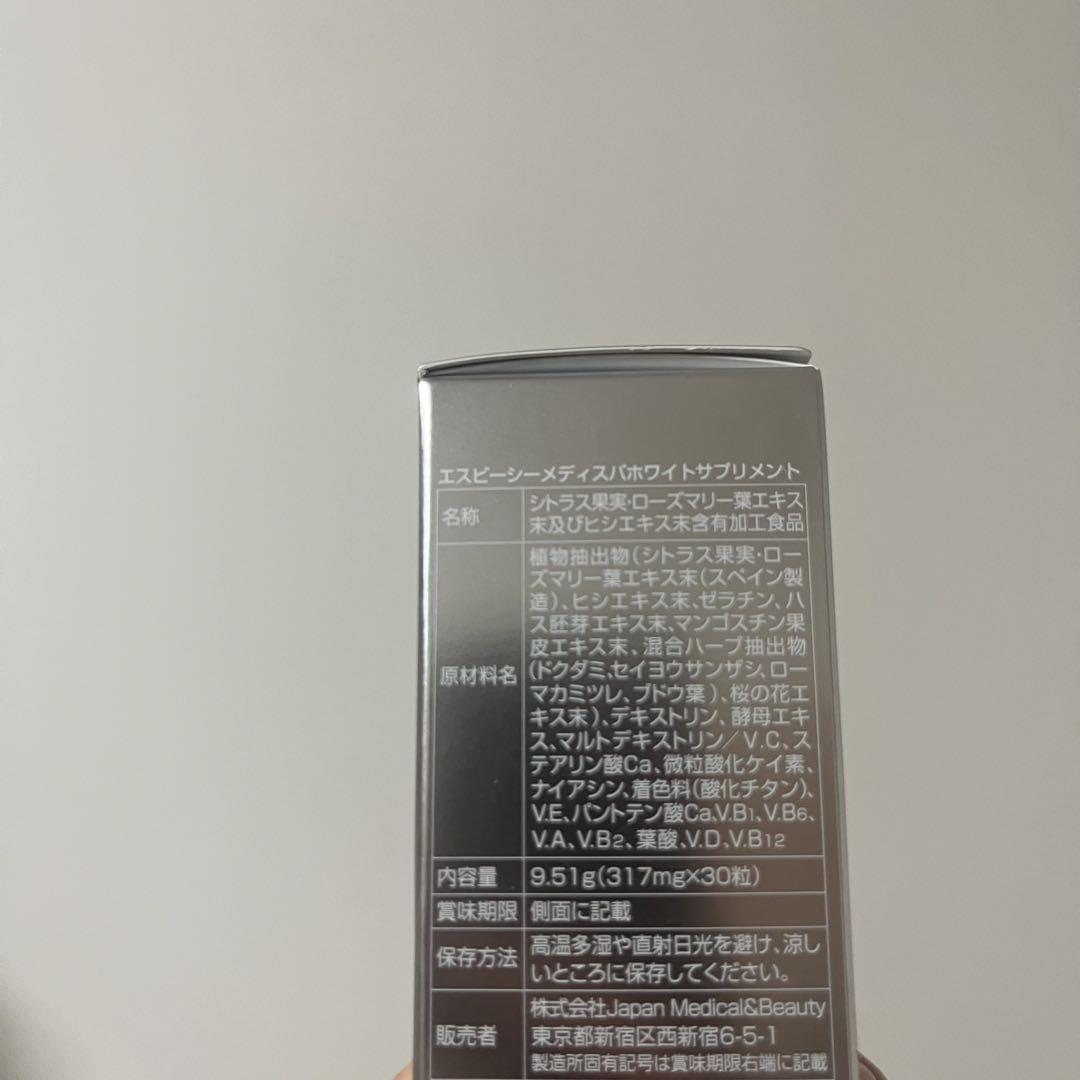 エスピーシーメディスパホワイトサプリメント
名称
シトラス果実・ローズマリー葉エキス
末及びヒシエキス末含有加工食品
原材料名
植物抽出物(シトラス果実・ロー
ズマリー葉エキス末(スペイン製
造)、ヒシエキス末、ゼラチン、ハ
ス胚芽エキス末、マンゴスチン果
皮エキス末、混合ハーブ抽出物
(ドクダミ、セイヨウサンザシ、ロー
マカミツレ、ブドウ葉)、桜の花エ
キス末)、デキストリン、酵母エキ
ス、マルトデキストリン/V.C、ス
テアリン酸Ca、微粒酸化ケイ素、
ナイアシン、着色料(酸化チタン)、
V.E、パントテン酸Ca、V.B1、V.B6、
V.A、V.B2、葉酸、V.D、V.B12
内容量
9.51g(317mg×30粒)
賞味期限
側面に記載
保存方法
高温多湿や直射日光を避け、涼し
いところに保存してください。
販売者
株式会社Japan Medical&Beauty
東京都新宿区西新宿6-5-1
製造所固有記号は賞味期限右端に記載